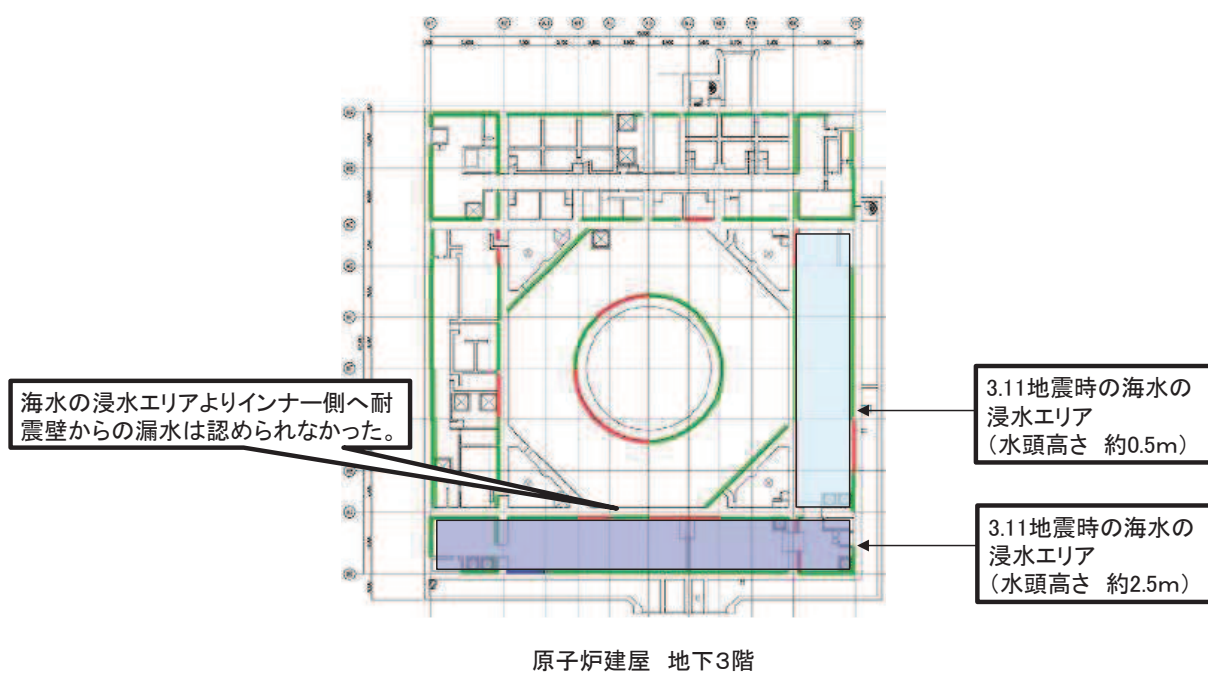 海水の浸水エリアよりインナー側へ耐
震壁からの漏水は認められなかった。
3.11地震時の海水の
浸水エリア
（水頭高さ 約0.5m）
3.11地震時の海水の
浸水エリア
（水頭高さ 約2.5m）
原子炉建屋 地下3階